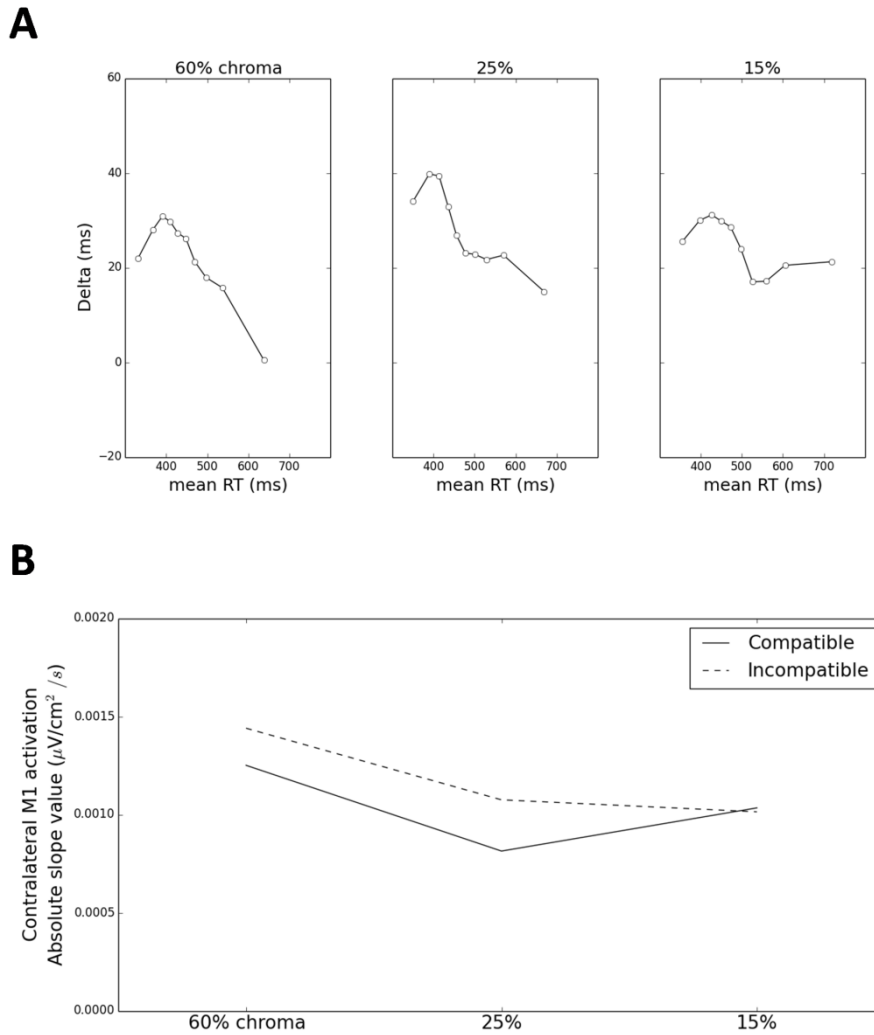 A
60% chroma
25%
15%
60
40
20
0
−20
Delta (ms)
400 500 600 700
400 500 600 700
400 500 600 700
mean RT (ms)
mean RT (ms)
mean RT (ms)
B
0.0020
0.0015
0.0010
0.0005
0.0000
Contralateral M1 activation
Absolute slope value (μV/cm² /s)
Compatible
Incompatible
60% chroma
25%
15%